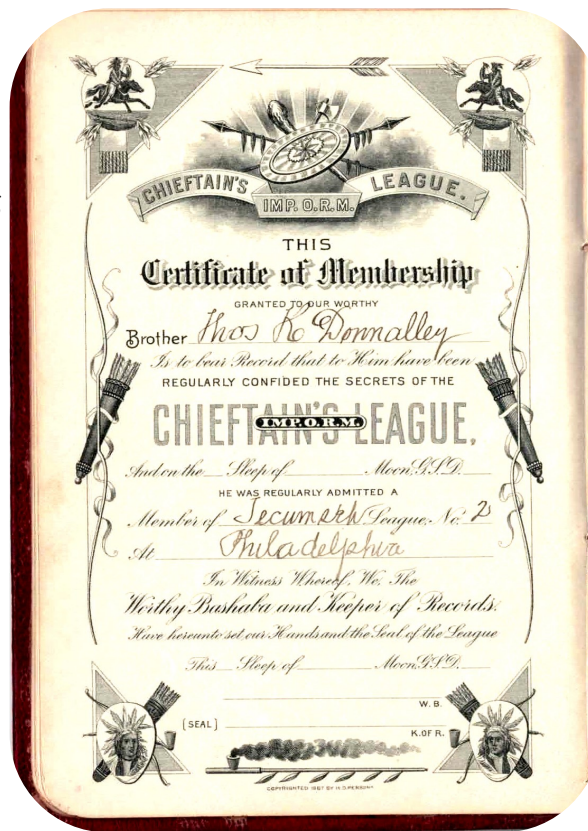 CHIEFTAIN'S LEAGUE.
IMP. O.R.M.
THIS
Certificate of Membership
GRANTED TO OUR WORTHY
Brother Thos K Donnalley
Is to bear Record that to Him have been
REGULARLY CONFIDED THE SECRETS OF THE
CHIEFTAIN'S LEAGUE,
IMP.O.R.M.
And on the Sleep of Moon, G.S.D.
HE WAS REGULARLY ADMITTED A
Member of Tecumseh League, No. 2
At Philadelphia
In Witness Whereof, We, The
Worthy Bashaba and Keeper of Records.
Have hereunto set our Hands and the Seal of the League
This Sleep of Moon, G.S.D.
W. B.
(SEAL)
K. OF R.
COPYRIGHTED 1887 BY